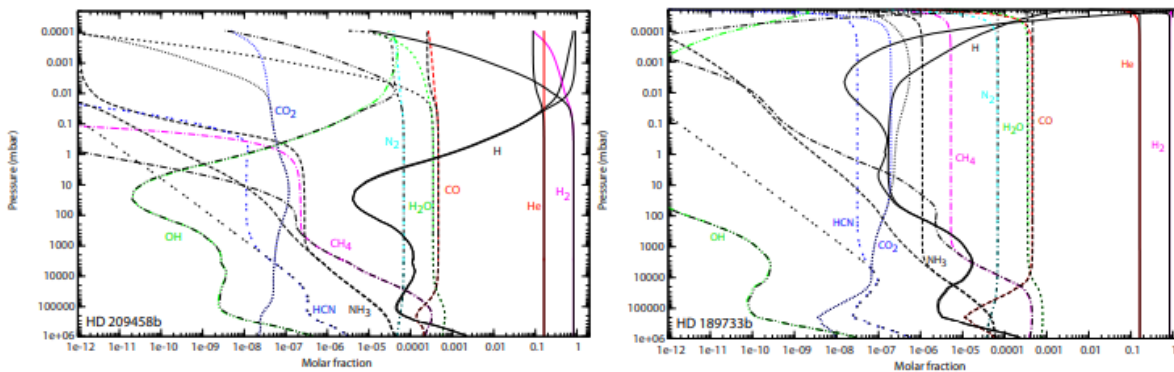 Pressure (mbar)
0.0001
0.001
0.01
0.1
1
10
100
1000
10000
100000
1e+06
CO2
N2
H
H2O
CO
He
H2
OH
CH4
HCN
NH3
HD 209458b
1e-12 1e-11 1e-10 1e-09 1e-08 1e-07 1e-06 1e-05 0.0001 0.001 0.01 0.1 1
Molar fraction
Pressure (mbar)
0.0001
0.001
0.01
0.1
1
10
100
1000
10000
100000
1e+06
He
H
N2
CO
H2O
H2
CH4
HCN
OH
CO2
NH3
HD 189733b
1e-12 1e-11 1e-10 1e-09 1e-08 1e-07 1e-06 1e-05 0.0001 0.001 0.01 0.1 1
Molar fraction